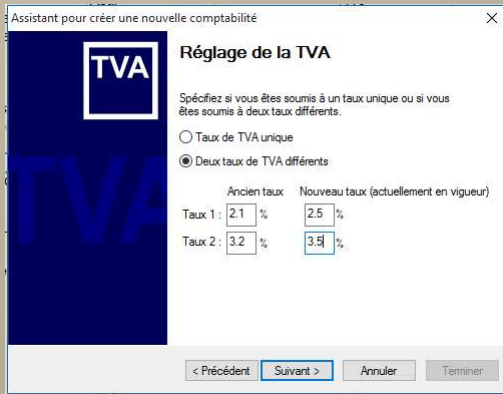 Assistant pour créer une nouvelle comptabilité
TVA
TVA
Réglage de la TVA
Spécifiez si vous êtes soumis à un taux unique ou si vous
êtes soumis à deux taux différents.
Taux de TVA unique
Deux taux de TVA différents
Ancien taux Nouveau taux (actuellement en vigueur)
Taux 1 : 2.1 % 2.5 %
Taux 2 : 3.2 % 3.5 %
< Précédent Suivant > Annuler Terminer